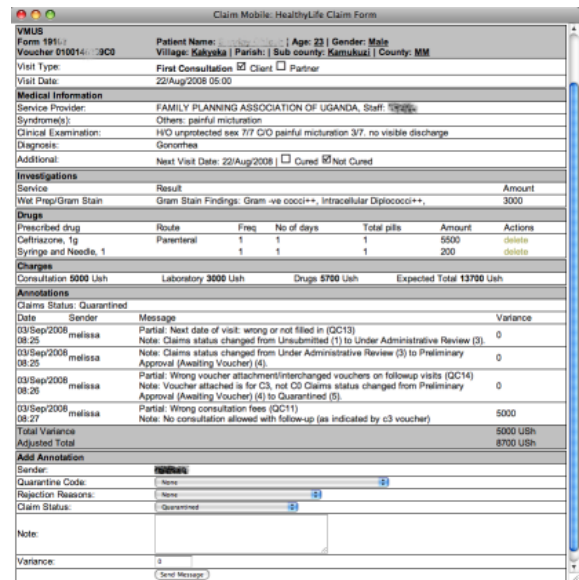 Claim Mobile: HealthyLife Claim Form
VMUS
Form 191
Patient Name: | Age: 23 | Gender: Male
Voucher 010014 9C0 Village: Kakyeka | Parish: | Sub county: Kamukuzi | County: MM
Visit Type: First Consultation Client Partner
Visit Date: 22/Aug/2008 05:00
Medical Information
Service Provider: FAMILY PLANNING ASSOCIATION OF UGANDA, Staff:
Syndrome(s): Others: painful micturation
Clinical Examination: H/O unprotected sex 7/7 C/O painful micturation 3/7. no visible discharge
Diagnosis: Gonorrhea
Additional: Next Visit Date: 22/Aug/2008 | Cured Not Cured
Investigations
Service Result Amount
Wet Prep/Gram Stain Gram Stain Findings: Gram -ve cocci++, Intracellular Diplococci++, 3000
Drugs
Prescribed drug Route Freq No of days Total pills Amount Actions
Ceftriazone, 1g Parenteral 1 1 1 5500 delete
Syringe and Needle, 1 1 1 1 200 delete
Charges
Consultation 5000 Ush Laboratory 3000 Ush Drugs 5700 Ush Expected Total 13700 Ush
Annotations
Claims Status: Quarantined
Date Sender Message Variance
03/Sep/2008 08:25 melissa Partial: Next date of visit: wrong or not filled in (QC13) 0
Note: Claims status changed from Unsubmitted (1) to Under Administrative Review (3).
03/Sep/2008 08:25 melissa Note: Claims status changed from Under Administrative Review (3) to Preliminary 0
Approval (Awaiting Voucher) (4).
03/Sep/2008 08:26 melissa Partial: Wrong voucher attachment/interchanged vouchers on followup visits (QC14) 0
Note: Voucher attached is for C3, not C0 Claims status changed from Preliminary
Approval (Awaiting Voucher) (4) to Quarantined (5).
03/Sep/2008 08:27 melissa Partial: Wrong consultation fees (QC11) 5000
Note: No consultation allowed with follow-up (as indicated by c3 voucher)
Total Variance 5000 USh
Adjusted Total 8700 USh
Add Annotation
Sender:
Quarantine Code: None
Rejection Reasons: None
Claim Status: Quarantined
Note:
Variance: 0
Send Message